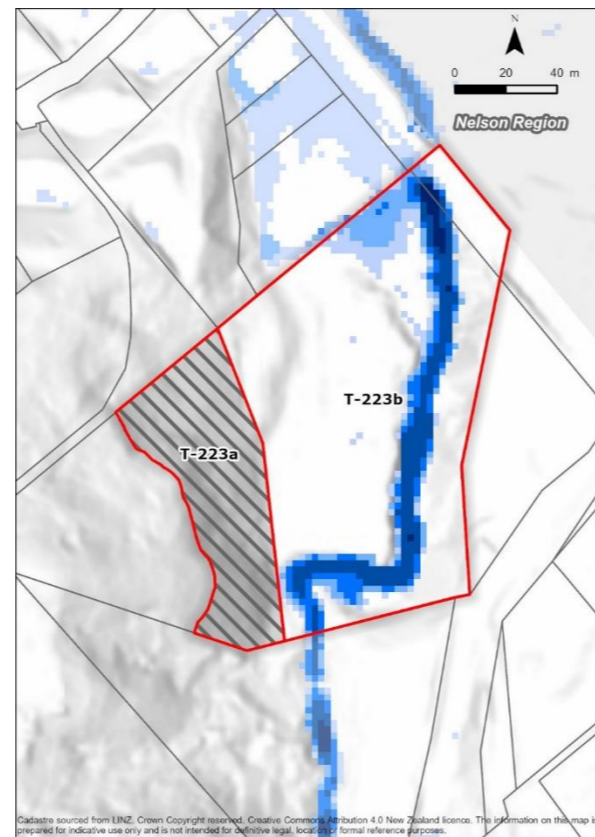 N
0 20 40 m
Nelson Region
T-223b
T-223a
Cadastre sourced from LINZ, Crown Copyright reserved, Creative Commons Attribution 4.0 New Zealand licence. The information on this map is
prepared for indicative use only and is not intended for definitive legal, location or formal reference purposes.